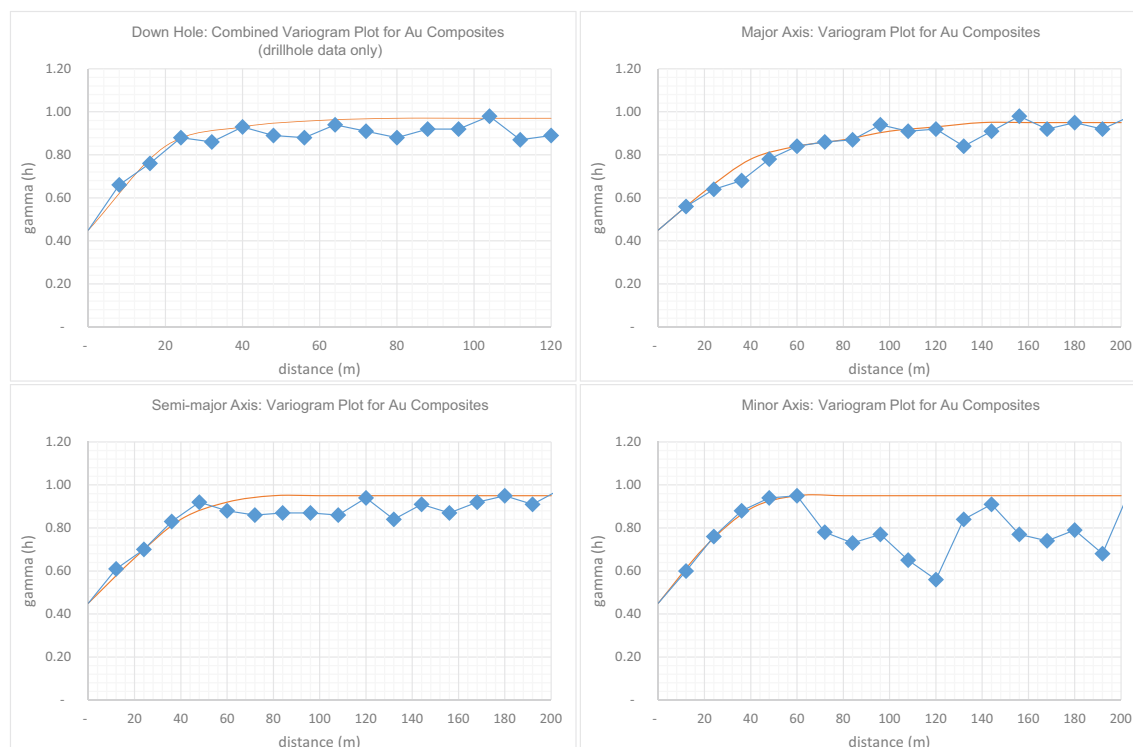 Down Hole: Combined Variogram Plot for Au Composites
(drillhole data only)
1.20
1.00
0.80
0.60
0.40
0.20
-
gamma (h)
- 20 40 60 80 100 120
distance (m)
Major Axis: Variogram Plot for Au Composites
1.20
1.00
0.80
0.60
0.40
0.20
-
gamma (h)
- 20 40 60 80 100 120 140 160 180 200
distance (m)
Semi-major Axis: Variogram Plot for Au Composites
1.20
1.00
0.80
0.60
0.40
0.20
-
gamma (h)
- 20 40 60 80 100 120 140 160 180 200
distance (m)
Minor Axis: Variogram Plot for Au Composites
1.20
1.00
0.80
0.60
0.40
0.20
-
gamma (h)
- 20 40 60 80 100 120 140 160 180 200
distance (m)